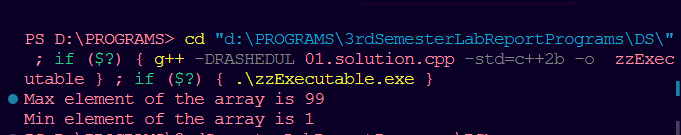 PS D:\PROGRAMS> cd "d:\PROGRAMS\3rdSemesterLabReportPrograms\DS\"
 ; if ($?) { g++ -DRASHEDUL 01.solution.cpp -std=c++2b -o  zzExec
utable } ; if ($?) { .\zzExecutable.exe }
Max element of the array is 99
Min element of the array is 1